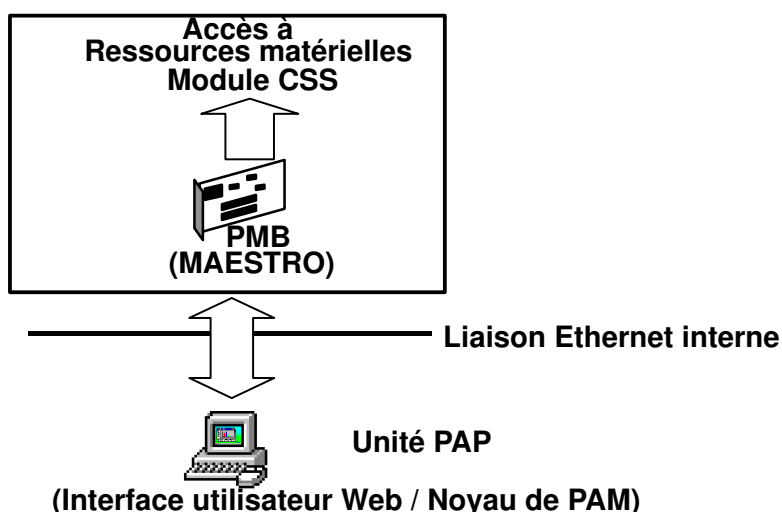 Accès à
Ressources matérielles
Module CSS
PMB
(MAESTRO)
Liaison Ethernet interne
Unité PAP
(Interface utilisateur Web / Noyau de PAM)